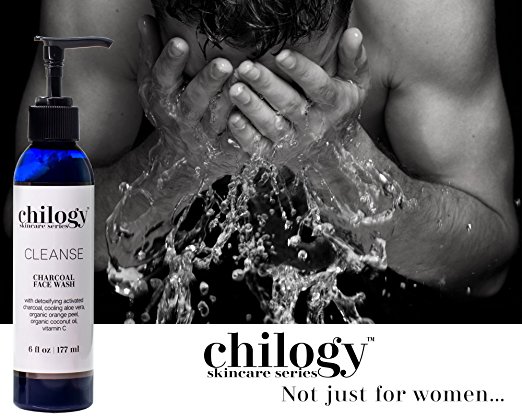 chilogy
skincare series
CLEANSE
CHARCOAL
FACE WASH
with detoxifying activated
charcoal, cooling aloe vera,
organic orange peel,
organic coconut oil,
vitamin C
6 fl oz | 177 ml
chilogy™
skincare series
Not just for women...